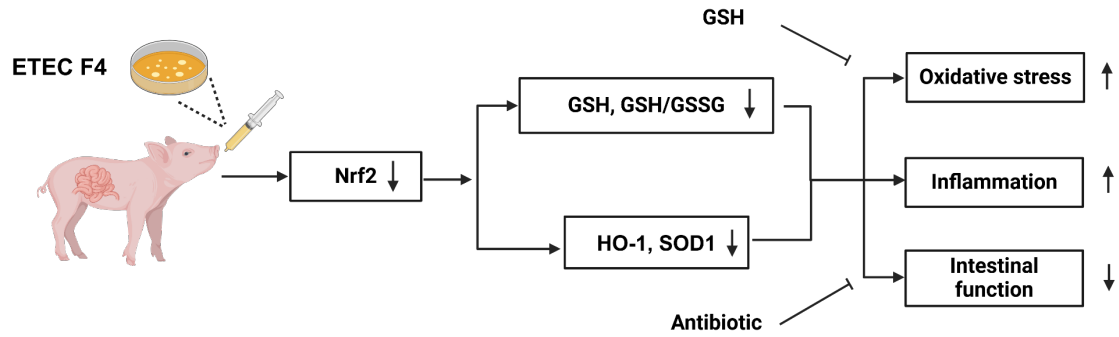 GSH
ETEC F4
Oxidative stress
GSH, GSH/GSSG
Nrf2
Inflammation
HO-1, SOD1
Intestinal
function
Antibiotic